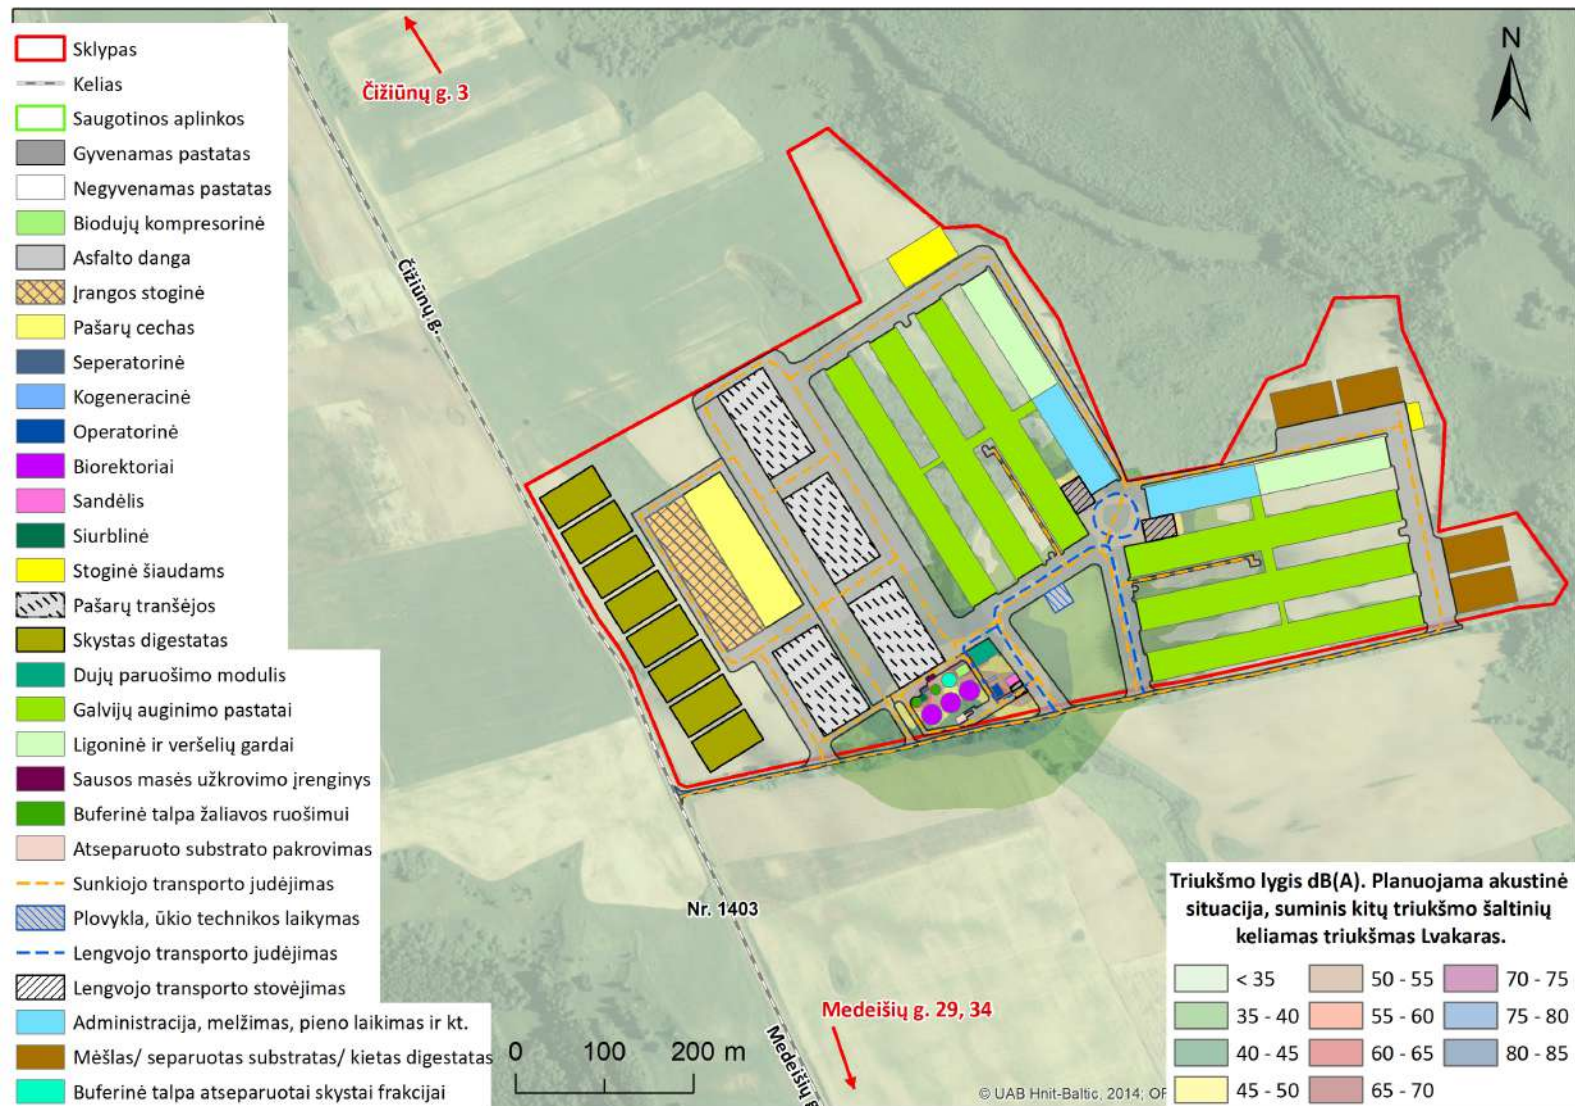 Sklypas
Kelias
Saugotinos aplinkos
Gyvenamas pastatas
Negyvenamas pastatas
Biodujų kompresorinė
Asfalto danga
Įrangos stoginė
Pašarų cechas
Seperatorinė
Kogeneracinė
Operatorinė
Biorektoriai
Sandėlis
Siurblinė
Stoginė šiaudams
Pašarų tranšėjos
Skystas digestatas
Dujų paruošimo modulis
Galvijų auginimo pastatai
Ligoninė ir veršelių gardai
Sausos masės užkrovimo įrenginys
Buferinė talpa žaliavos ruošimui
Atseparuoto substrato pakrovimas
Sunkiojo transporto judėjimas
Plovykla, ūkio technikos laikymas
Lengvojo transporto judėjimas
Lengvojo transporto stovėjimas
Administracija, melžimas, pieno laikymas ir kt.
Mėšlas/ separuotas substratas/ kietas digestatas
Buferinė talpa atseparuotai skystai frakcijai
Čižiūnų g. 3
N
Čižiūnų g.
Nr. 1403
Medeišių g. 29, 34
Medeišių g.
0 100 200 m
© UAB Hnit-Baltic, 2014; OF
Triukšmo lygis dB(A). Planuojama akustinė
situacija, suminis kitų triukšmo šaltinių
keliamas triukšmas Lvakaras.
< 35 50 - 55 70 - 75
35 - 40 55 - 60 75 - 80
40 - 45 60 - 65 80 - 85
45 - 50 65 - 70